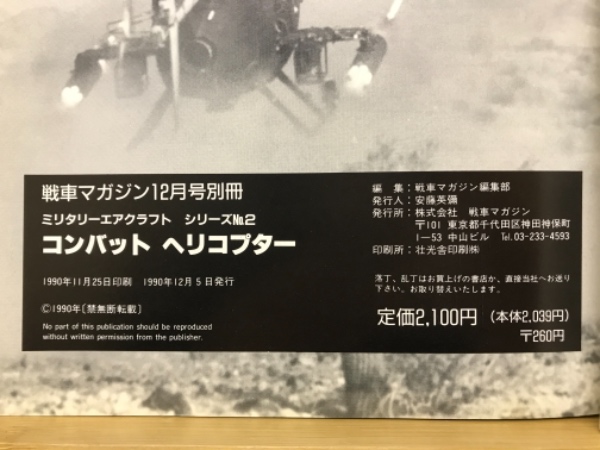 戦車マガジン12月号別冊
ミリタリーエアクラフト シリーズ№2
コンバット ヘリコプター
1990年11月25日印刷 1990年12月5日発行
©1990年〔禁無断転載〕
No part of this publication should be reproduced
without written permission from the publisher.
編 集：戦車マガジン編集部
発行人：安藤英彌
発行所：株式会社 戦車マガジン
〒101 東京都千代田区神田神保町
1―53 中山ビル Tel.03-233-4593
印刷所：壮光舎印刷㈱
落丁、乱丁はお買上げの書店か、直接当社へお送り
下さい。お取り替えいたします。
定価2,100円 （本体2,039円）
〒260円